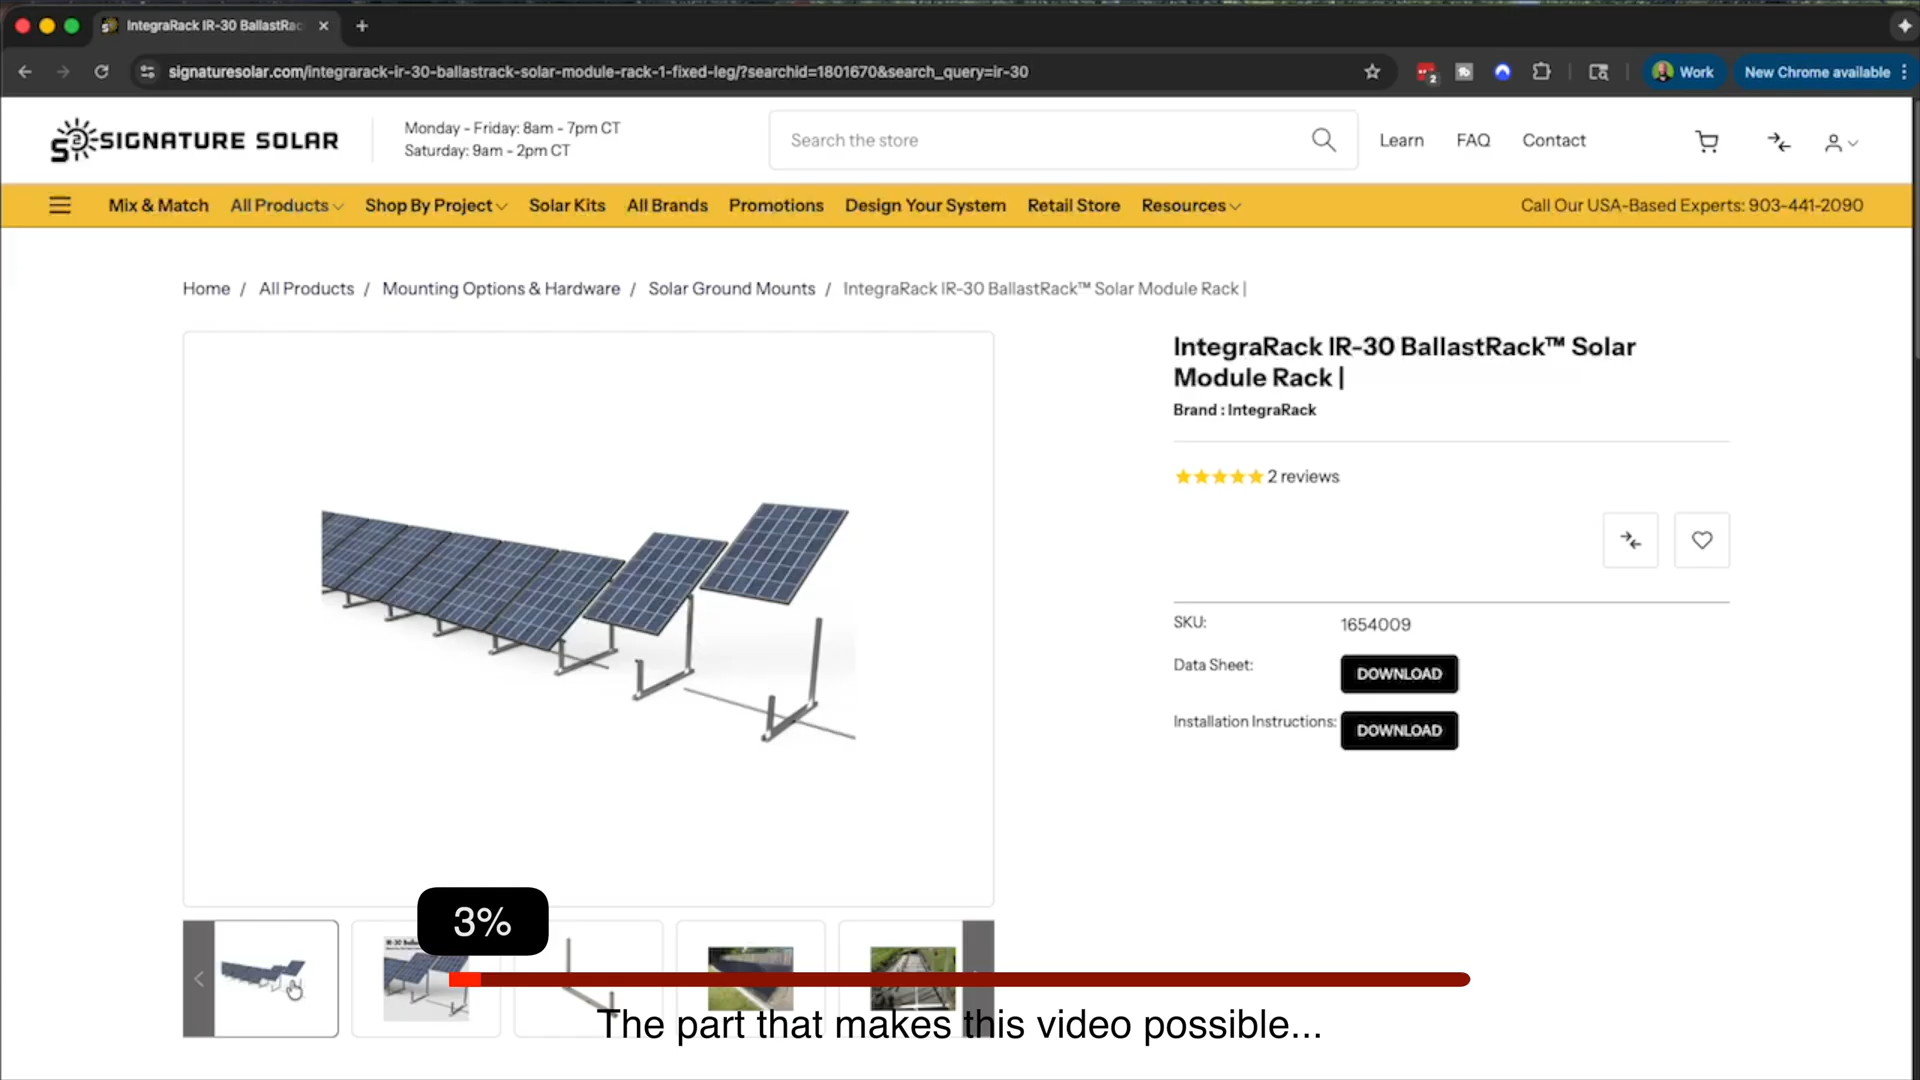 IntegraRack IR-30 BallastRac
signaturesolar.com/integrarack-ir-30-ballastrack-solar-module-rack-1-fixed-leg/?searchid=1801670&search_query=ir-30
2
Work
New Chrome available
SIGNATURE SOLAR
Monday - Friday: 8am - 7pm CT
Saturday: 9am - 2pm CT
Search the store
Learn
FAQ
Contact
Mix & Match
All Products
Shop By Project
Solar Kits
All Brands
Promotions
Design Your System
Retail Store
Resources
Call Our USA-Based Experts: 903-441-2090
Home / All Products / Mounting Options & Hardware / Solar Ground Mounts / IntegraRack IR-30 BallastRack™ Solar Module Rack |
IntegraRack IR-30 BallastRack™ Solar
Module Rack |
Brand : IntegraRack
2 reviews
SKU: 1654009
Data Sheet: DOWNLOAD
Installation Instructions: DOWNLOAD
3%
The part that makes this video possible...